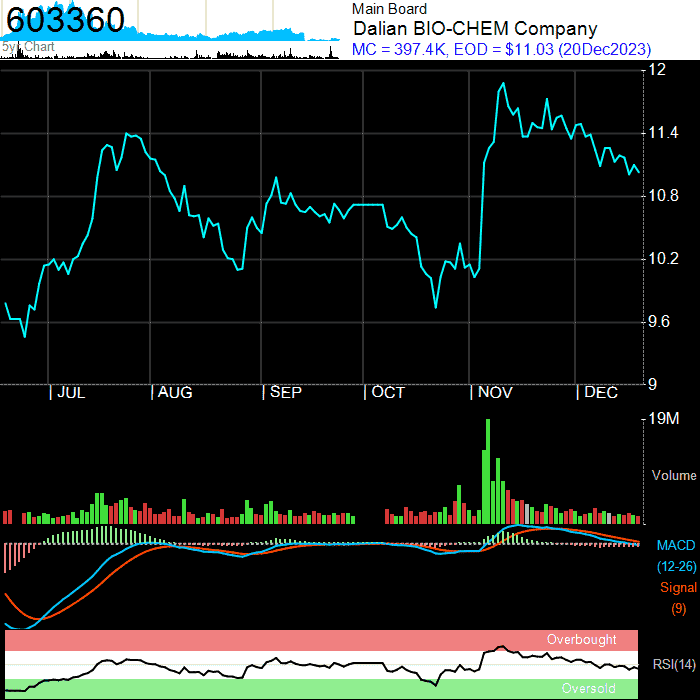 603360
5yr Chart
Main Board
Dalian BIO-CHEM Company
MC = 397.4K, EOD = $11.03 (20Dec2023)
12
11.4
10.8
10.2
9.6
9
JUL
AUG
SEP
OCT
NOV
DEC
19M
Volume
MACD
(12-26)
Signal
(9)
Overbought
RSI(14)
Oversold